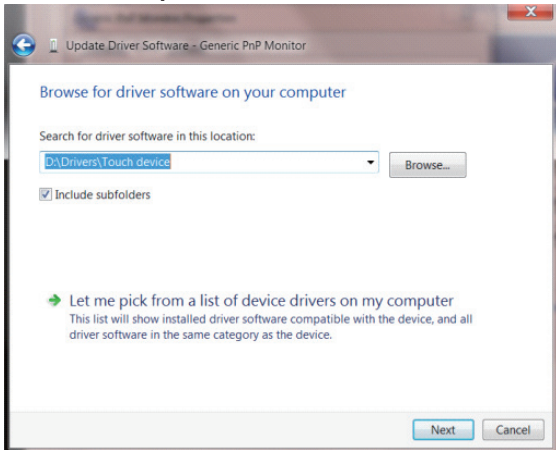 Update Driver Software - Generic PnP Monitor
Browse for driver software on your computer
Search for driver software in this location:
D:\Drivers\Touch device
Browse...
Include subfolders
Let me pick from a list of device drivers on my computer
This list will show installed driver software compatible with the device, and all
driver software in the same category as the device.
Next
Cancel